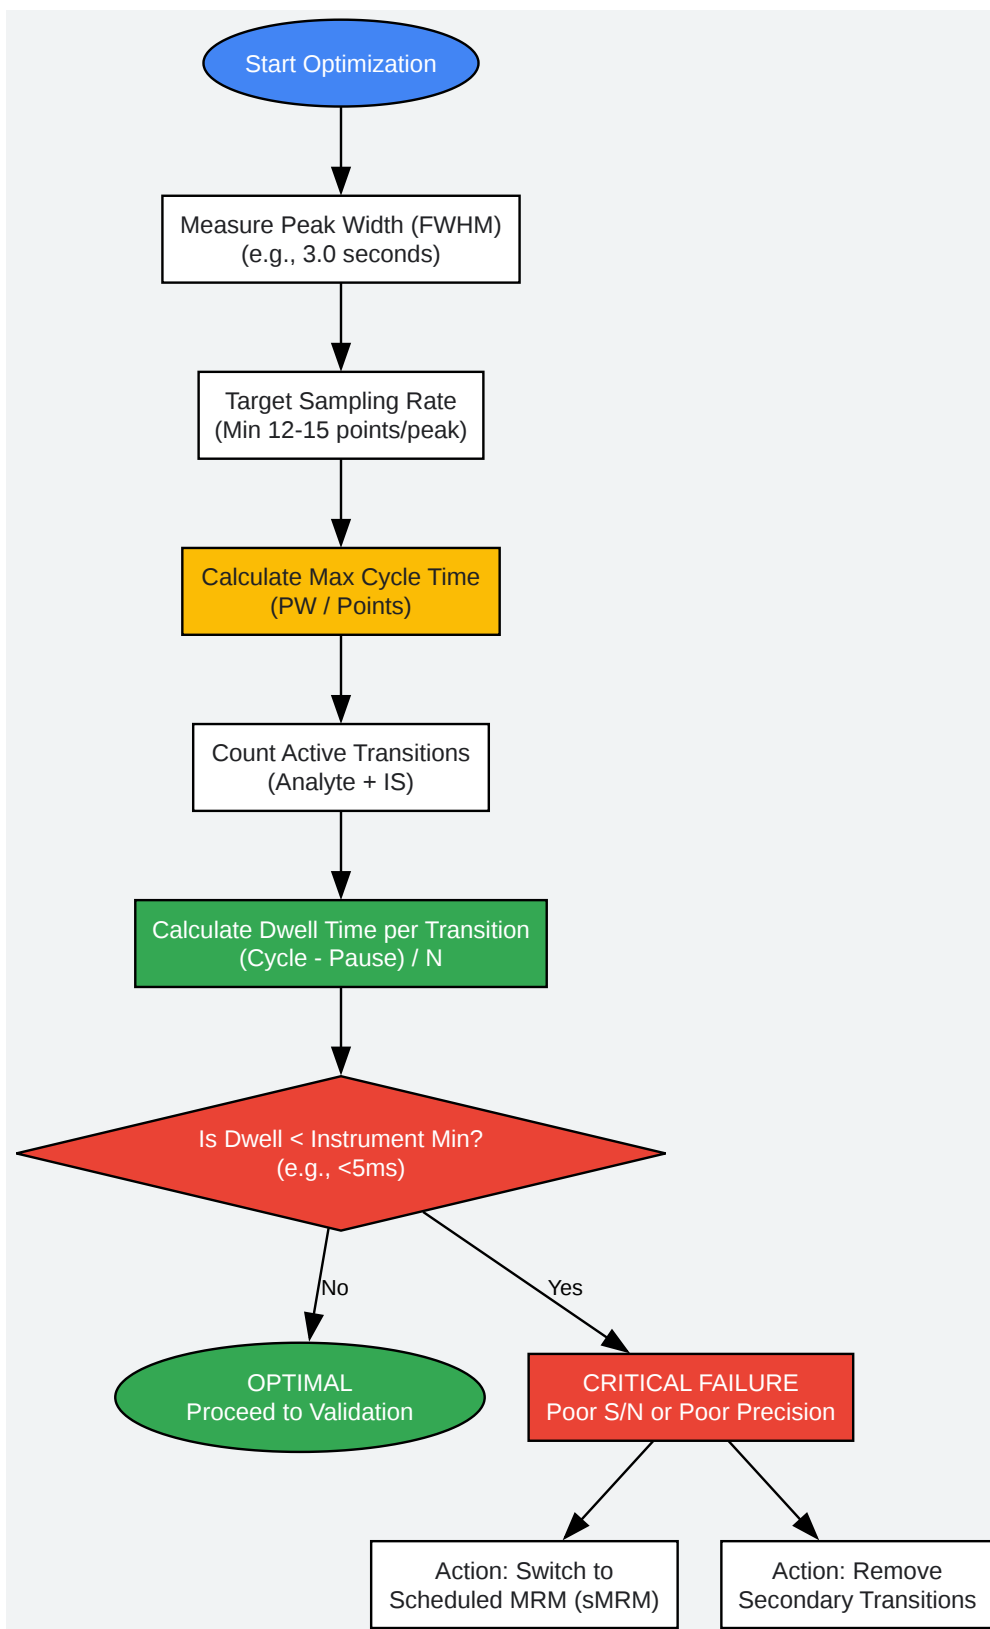 Start Optimization
Measure Peak Width (FWHM)
(e.g., 3.0 seconds)
Target Sampling Rate
(Min 12-15 points/peak)
Calculate Max Cycle Time
(PW / Points)
Count Active Transitions
(Analyte + IS)
Calculate Dwell Time per Transition
(Cycle - Pause) / N
Is Dwell < Instrument Min?
(e.g., <5ms)
No
Yes
OPTIMAL
Proceed to Validation
CRITICAL FAILURE
Poor S/N or Poor Precision
Action: Switch to
Scheduled MRM (sMRM)
Action: Remove
Secondary Transitions